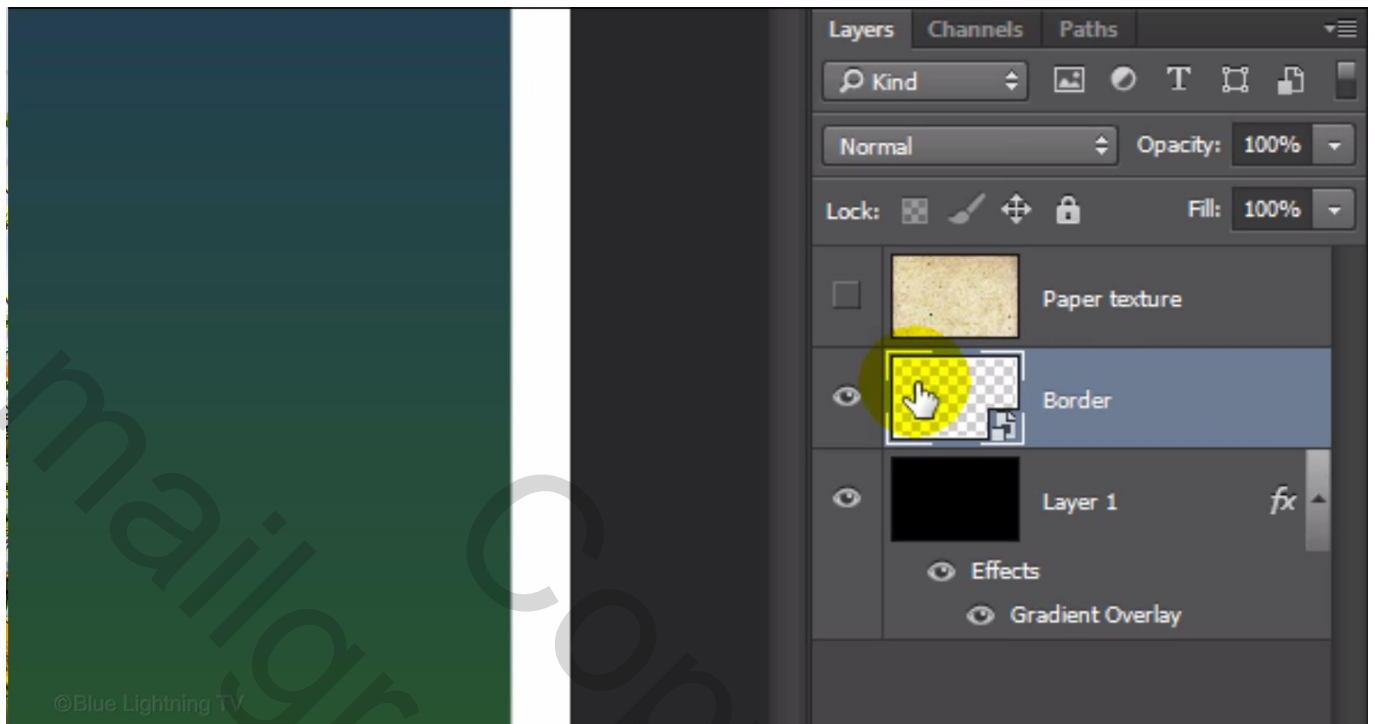 Layers Channels Paths
Kind T
Normal Opacity: 100%
Lock: Fill: 100%
Paper texture
Border
Layer 1 fx
Effects
Gradient Overlay
©Blue Lightning TV